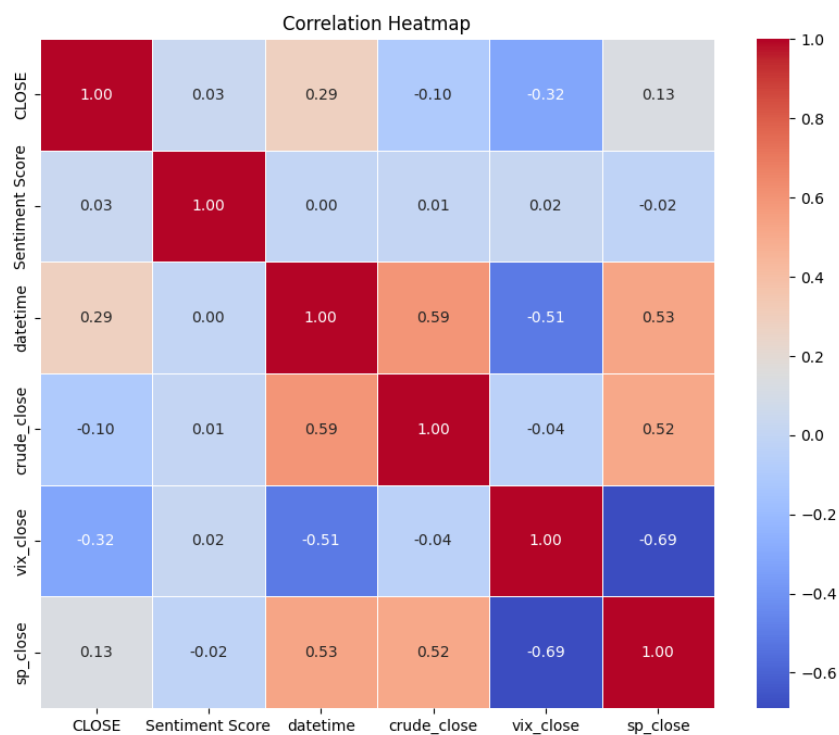 Correlation Heatmap
CLOSE 1.00 0.03 0.29 -0.10 -0.32 0.13
Sentiment Score 0.03 1.00 0.00 0.01 0.02 -0.02
datetime 0.29 0.00 1.00 0.59 -0.51 0.53
crude_close -0.10 0.01 0.59 1.00 -0.04 0.52
vix_close -0.32 0.02 -0.51 -0.04 1.00 -0.69
sp_close 0.13 -0.02 0.53 0.52 -0.69 1.00
CLOSE Sentiment Score datetime crude_close vix_close sp_close
1.0
0.8
0.6
0.4
0.2
0.0
−0.2
−0.4
−0.6